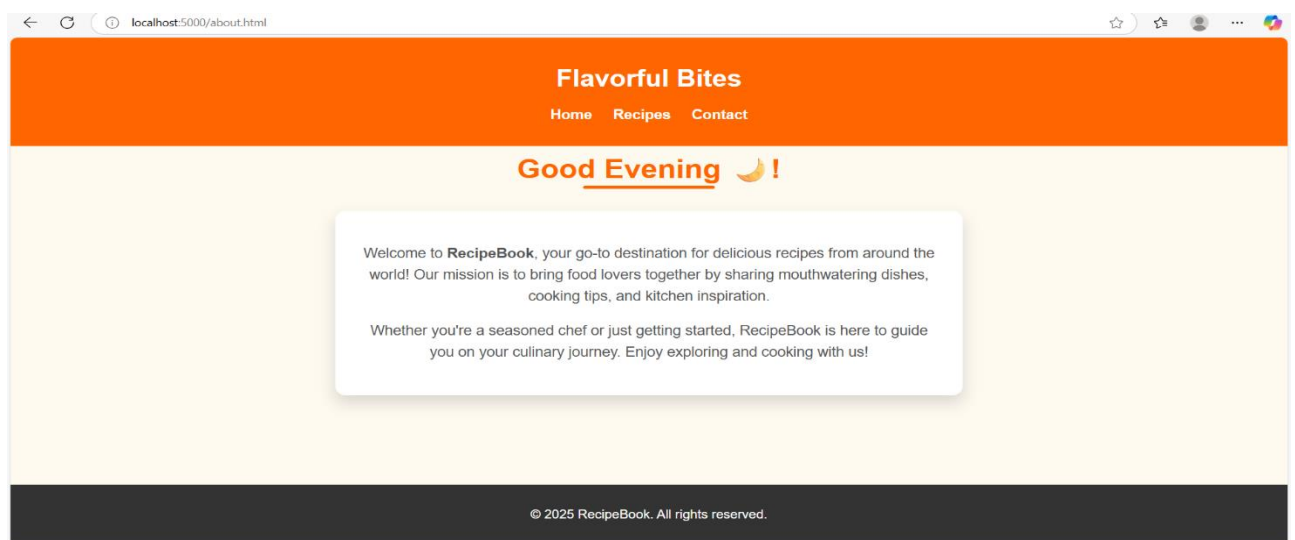 localhost:5000/about.html
Flavorful Bites
Home Recipes Contact
Good Evening 🌙!
Welcome to RecipeBook, your go-to destination for delicious recipes from around the
world! Our mission is to bring food lovers together by sharing mouthwatering dishes,
cooking tips, and kitchen inspiration.
Whether you're a seasoned chef or just getting started, RecipeBook is here to guide
you on your culinary journey. Enjoy exploring and cooking with us!
© 2025 RecipeBook. All rights reserved.